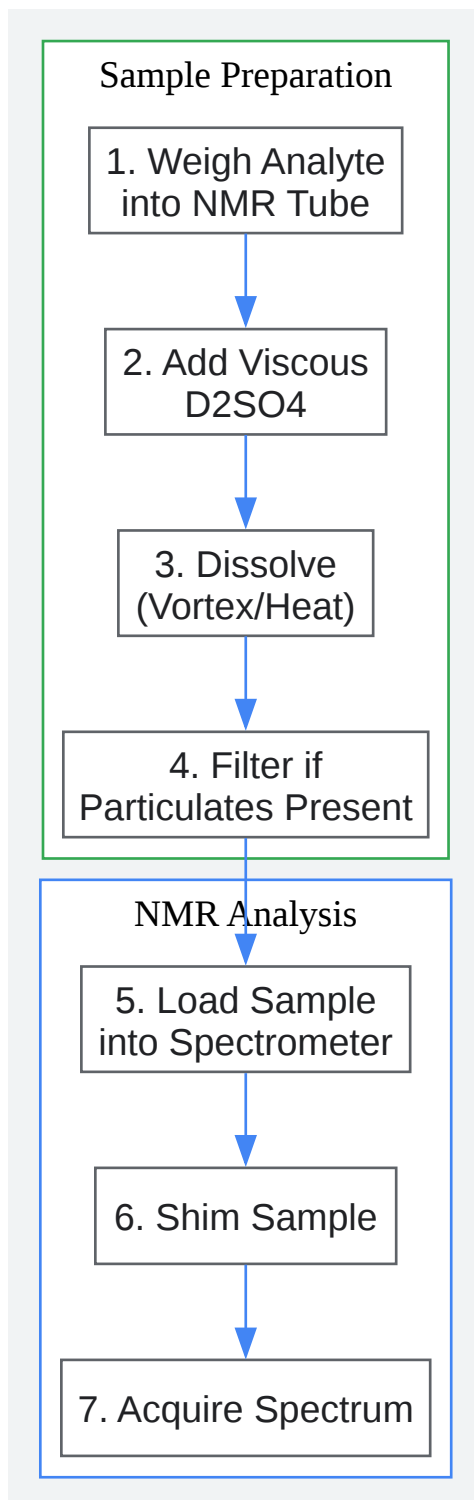 Sample Preparation
1. Weigh Analyte
into NMR Tube
2. Add Viscous
D2SO4
3. Dissolve
(Vortex/Heat)
4. Filter if
Particulates Present
NMR Analysis
5. Load Sample
into Spectrometer
6. Shim Sample
7. Acquire Spectrum